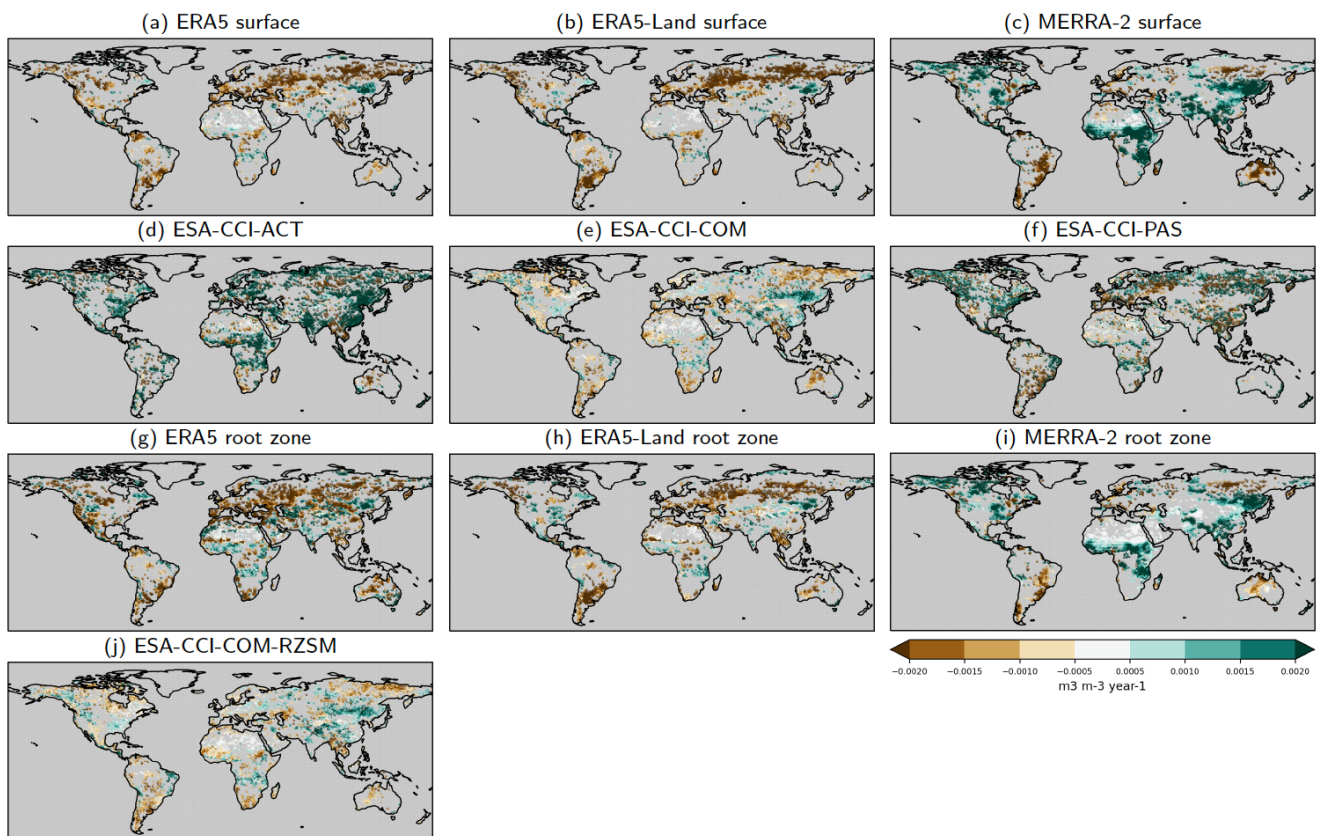 (a) ERA5 surface
(b) ERA5-Land surface
(c) MERRA-2 surface
(d) ESA-CCI-ACT
(e) ESA-CCI-COM
(f) ESA-CCI-PAS
(g) ERA5 root zone
(h) ERA5-Land root zone
(i) MERRA-2 root zone
(j) ESA-CCI-COM-RZSM
−0.0020 −0.0015 −0.0010 −0.0005 0.0005 0.0010 0.0015 0.0020
m3 m-3 year-1